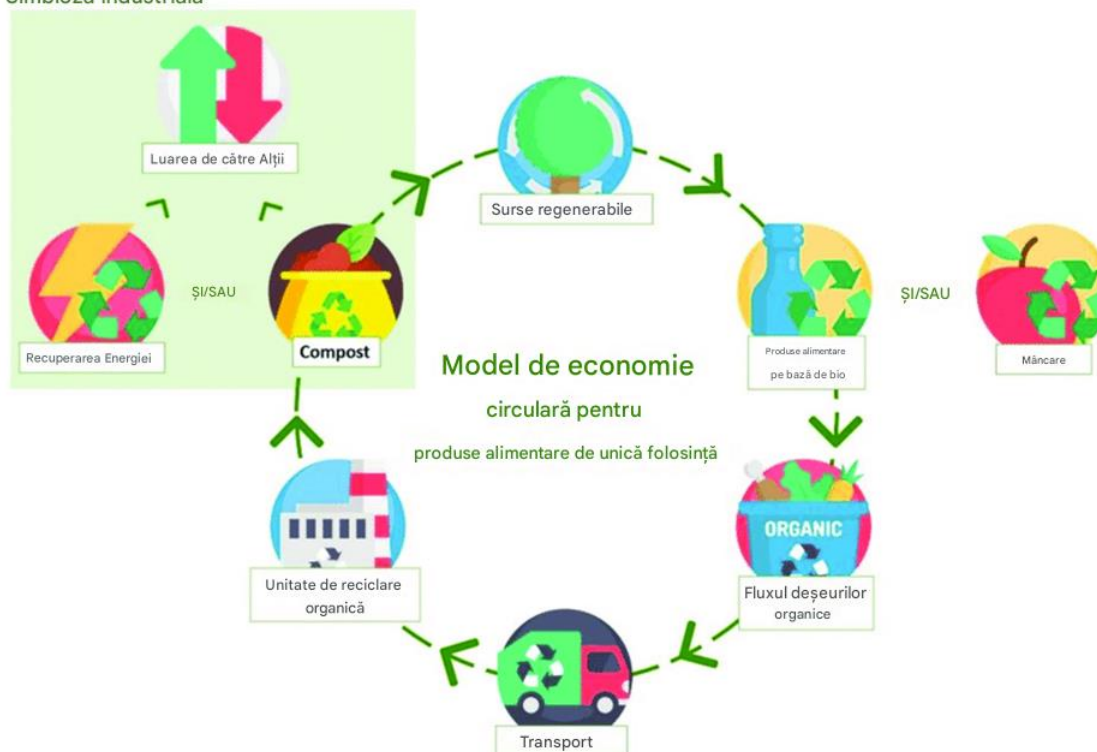 Simbioză industrială
Luarea de către Alții
Recuperarea Energiei
ȘI/SAU
Compost
Surse regenerabile
Produse alimentare
pe bază de bio
ȘI/SAU
Mâncare
Model de economie
circulară pentru
produse alimentare de unică folosință
ORGANIC
Fluxul deșeurilor
organice
Unitate de reciclare
organică
Transport